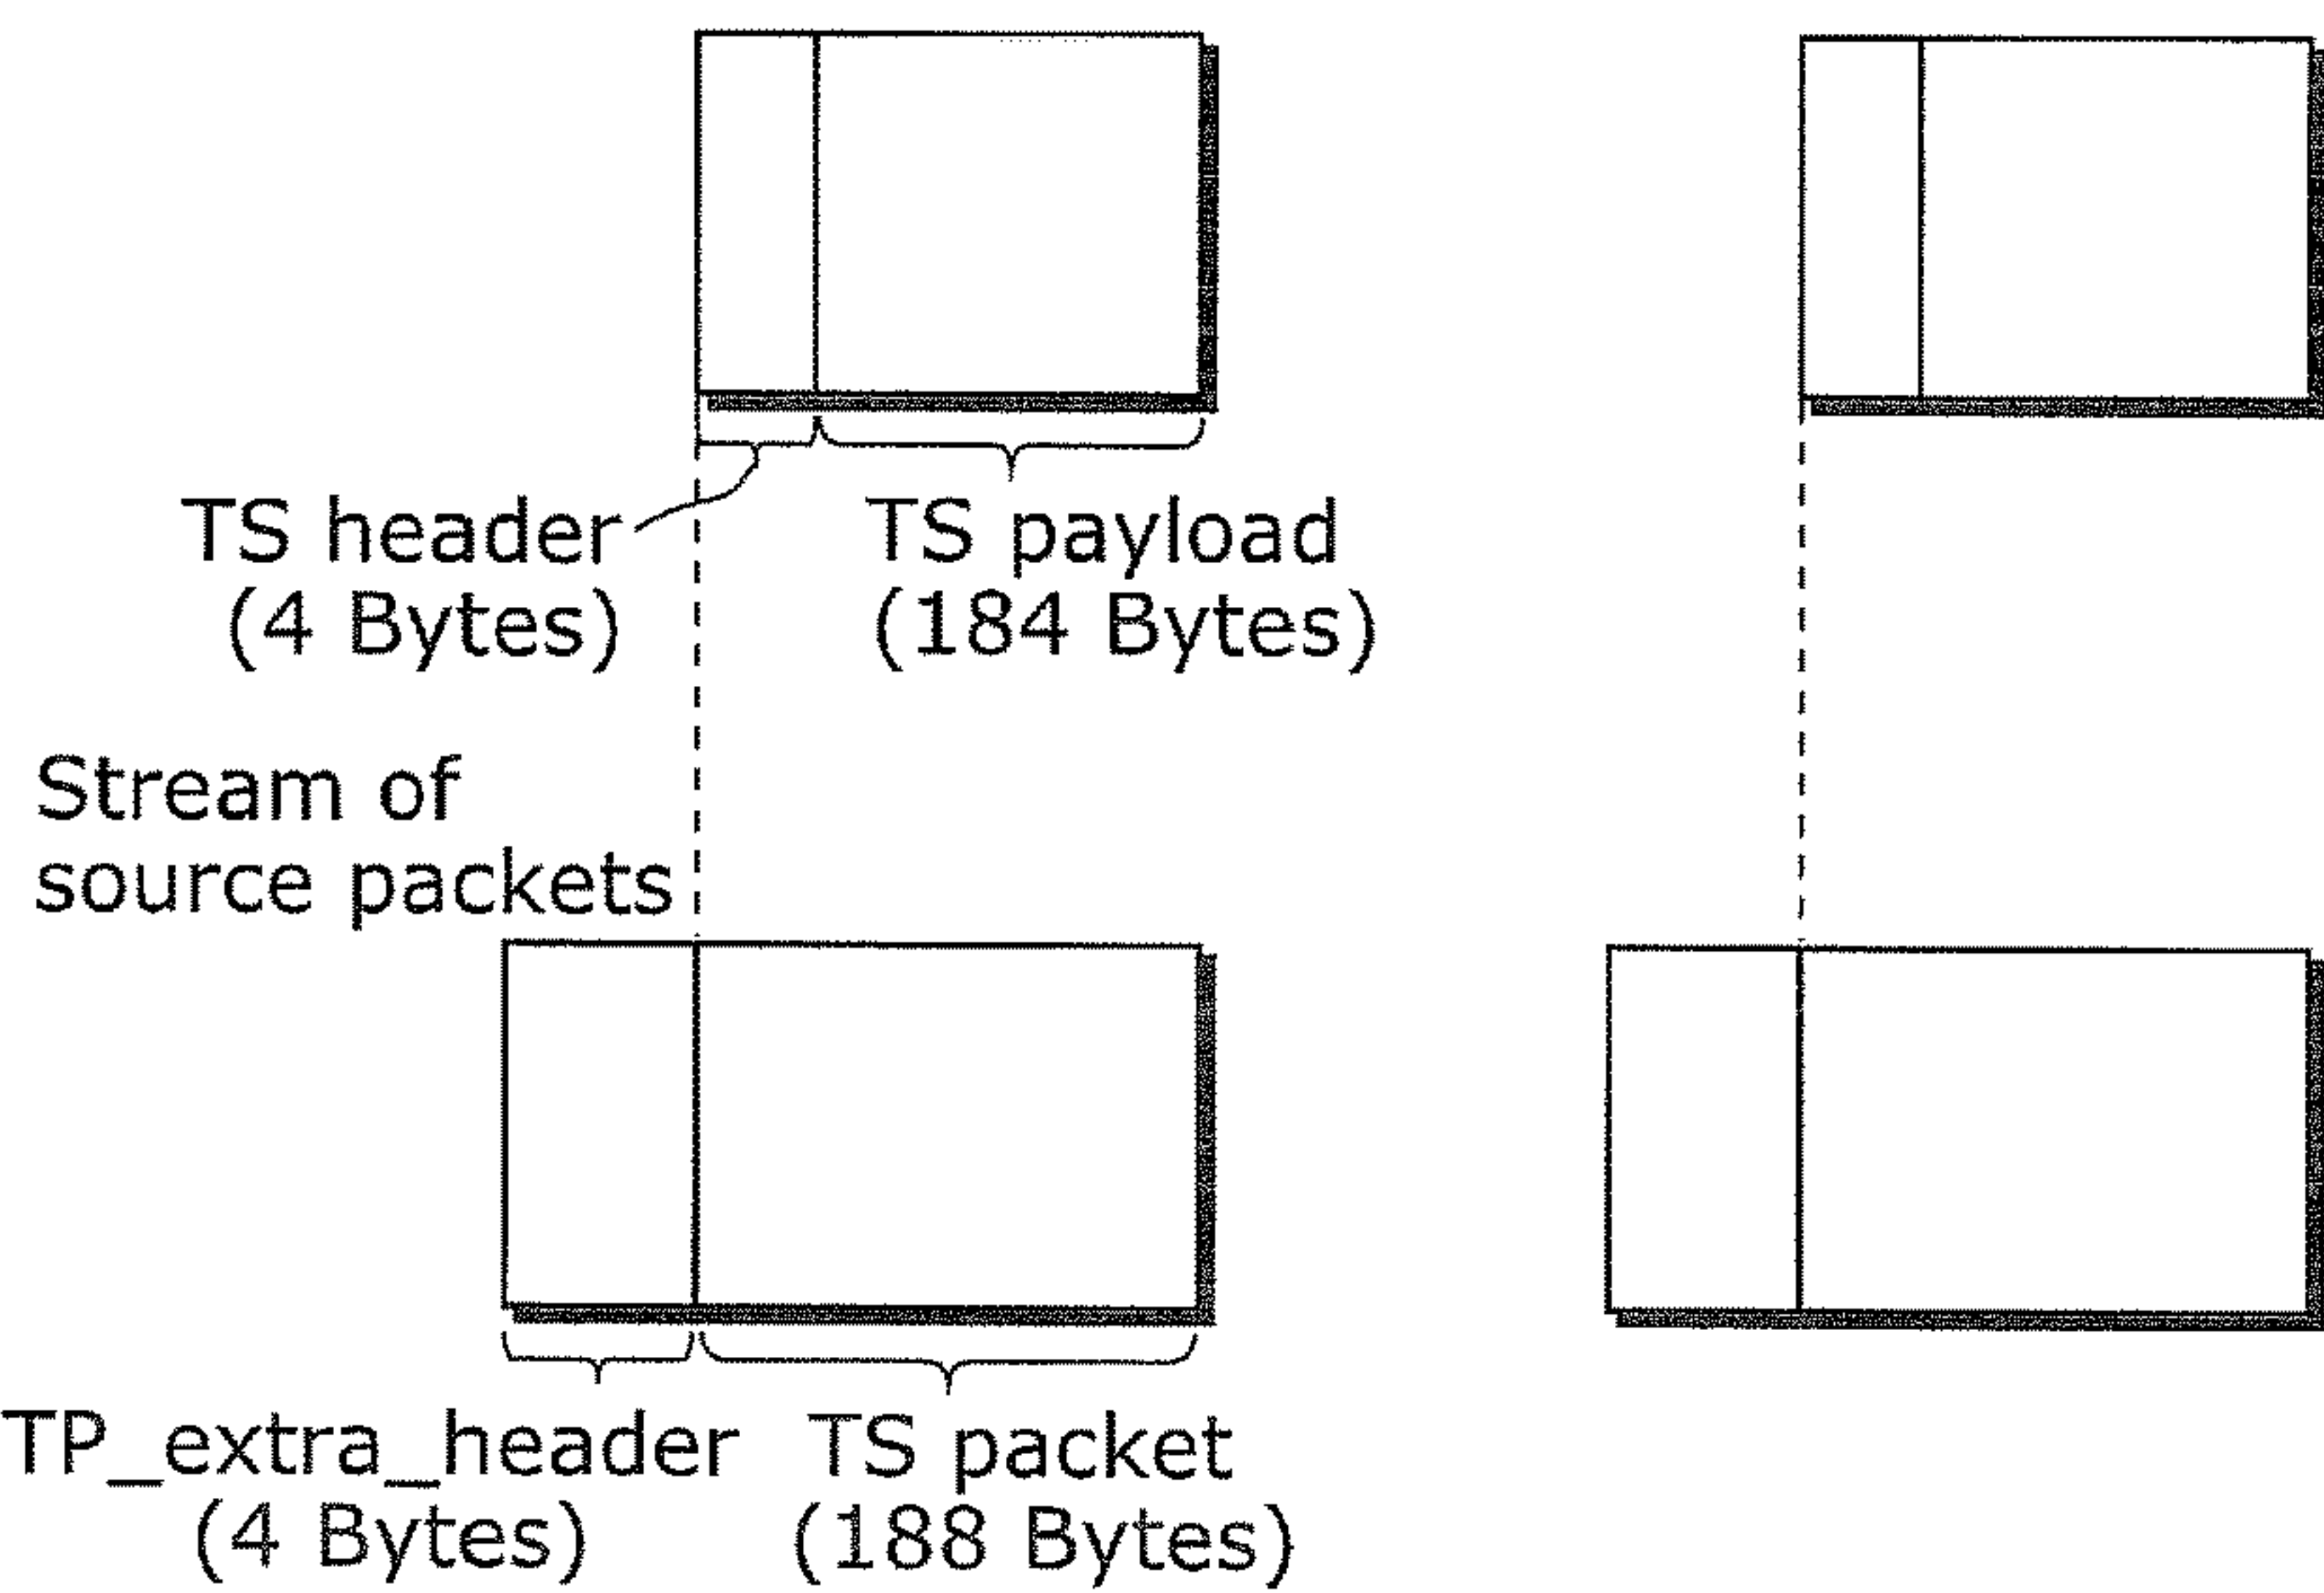 TS header
(4 Bytes)
TS payload
(184 Bytes)
Stream of
source packets
TP_extra_header
(4 Bytes)
TS packet
(188 Bytes)